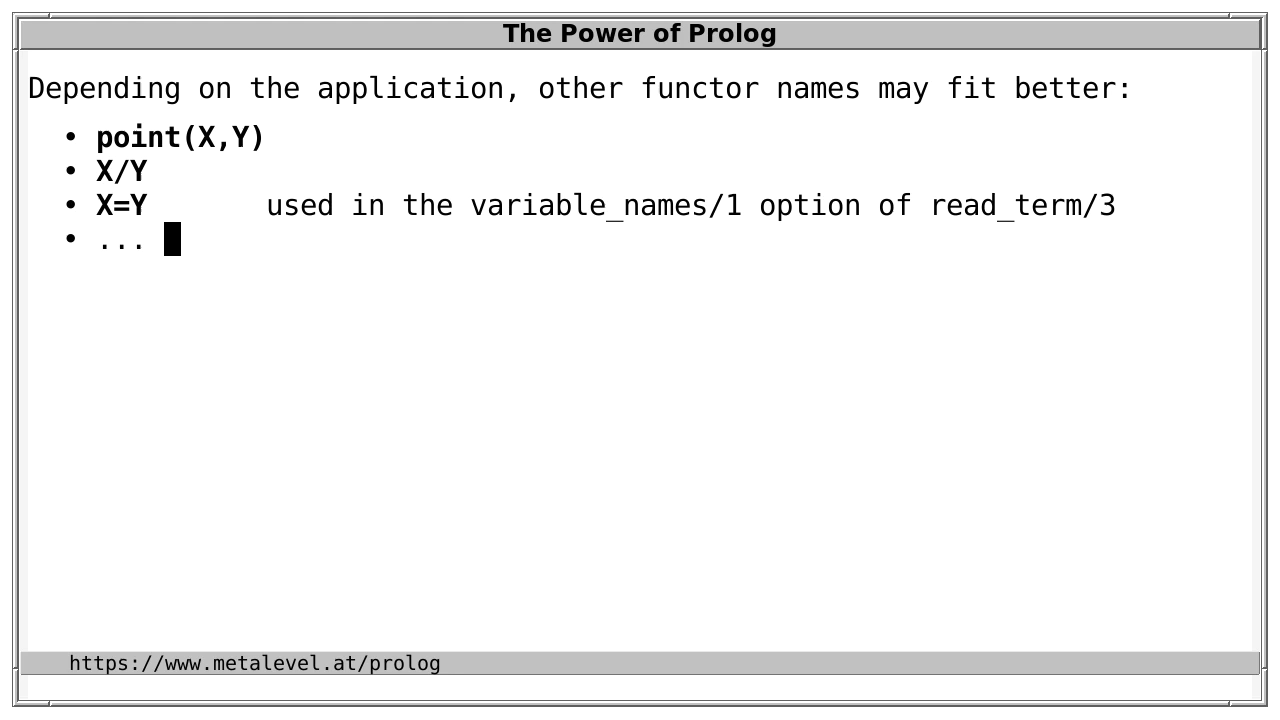 The Power of Prolog
Depending on the application, other functor names may fit better:
• point(X,Y)
• X/Y
• X=Y used in the variable_names/1 option of read_term/3
• ...
https://www.metalevel.at/prolog